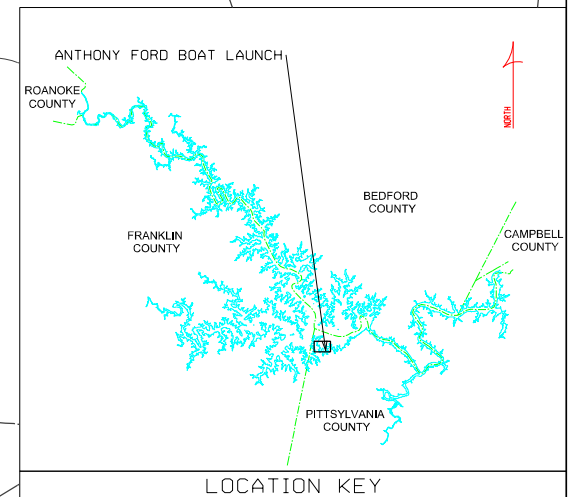 ANTHONY FORD BOAT LAUNCH
ROANOKE
COUNTY
NORTH
BEDFORD
COUNTY
FRANKLIN
COUNTY
CAMPBELL
COUNTY
PITTSYLVANIA
COUNTY
LOCATION KEY